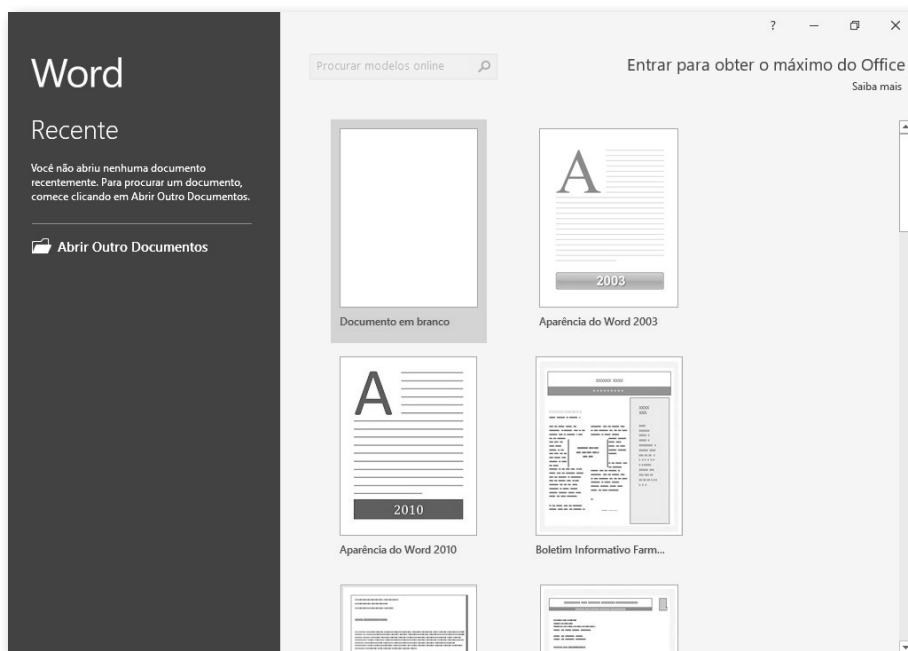 ?
Word
Procurar modelos online
Entrar para obter o máximo do Office
Saiba mais
Recente
Você não abriu nenhuma documento
recentemente. Para procurar um documento,
comece clicando em Abrir Outro Documentos.
Abrir Outro Documentos
A
2003
Documento em branco
Aparência do Word 2003
A
2010
Aparência do Word 2010
Boletim Informativo Farm...